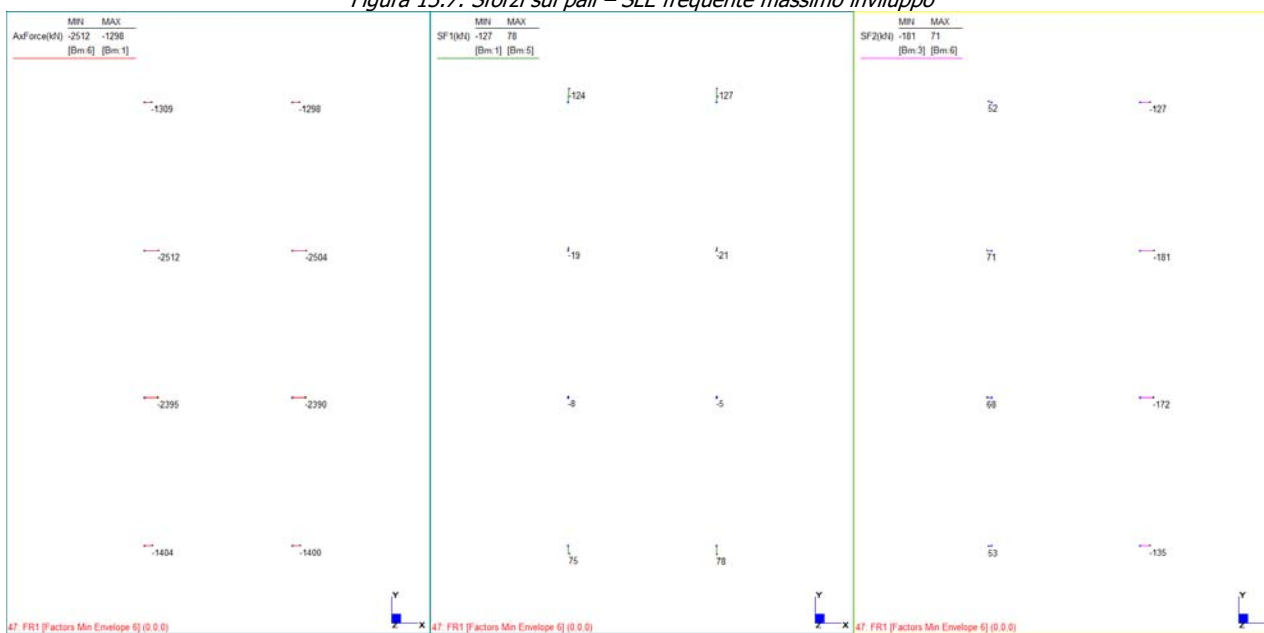 Figura 15.7: Sforzi sui pali – SLE frequente massimo inviluppo
MIN MAX
AxForce(kN) -2512 -1298
[Bm:6] [Bm:1]
-1309 -1298
-2512 -2504
-2395 -2390
-1404 -1400
Y
Z X
47: FR1 [Factors Min Envelope 6] (0,0,0)
MIN MAX
SF1(kN) -127 78
[Bm:1] [Bm:5]
-124 -127
-19 -21
-8 -5
75 78
Y
Z X
47: FR1 [Factors Min Envelope 6] (0,0,0)
MIN MAX
SF2(kN) -181 71
[Bm:3] [Bm:6]
52 -127
71 -181
68 -172
53 -135
Y
Z
47: FR1 [Factors Min Envelope 6] (0,0,0)